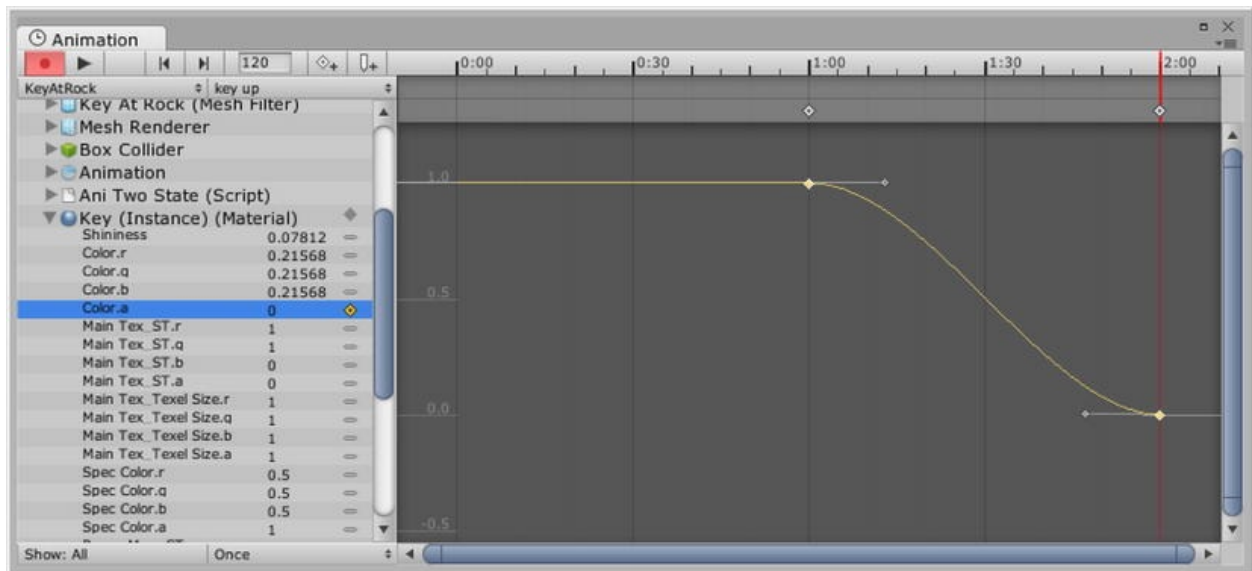 Animation
120
0:00 0:30 1:00 1:30 2:00
KeyAtRock key up
Key At Rock (Mesh Filter)
Mesh Renderer
Box Collider
Animation
Ani Two State (Script)
Key (Instance) (Material)
Shininess 0.07812
Color.r 0.21568
Color.g 0.21568
Color.b 0.21568
Color.a 0
Main Tex_ST.r 1
Main Tex_ST.g 1
Main Tex_ST.b 0
Main Tex_ST.a 0
Main Tex_Texel Size.r 1
Main Tex_Texel Size.g 1
Main Tex_Texel Size.b 1
Main Tex_Texel Size.a 1
Spec Color.r 0.5
Spec Color.g 0.5
Spec Color.b 0.5
Spec Color.a 1
Show: All Once
1.0
0.5
0.0
-0.5